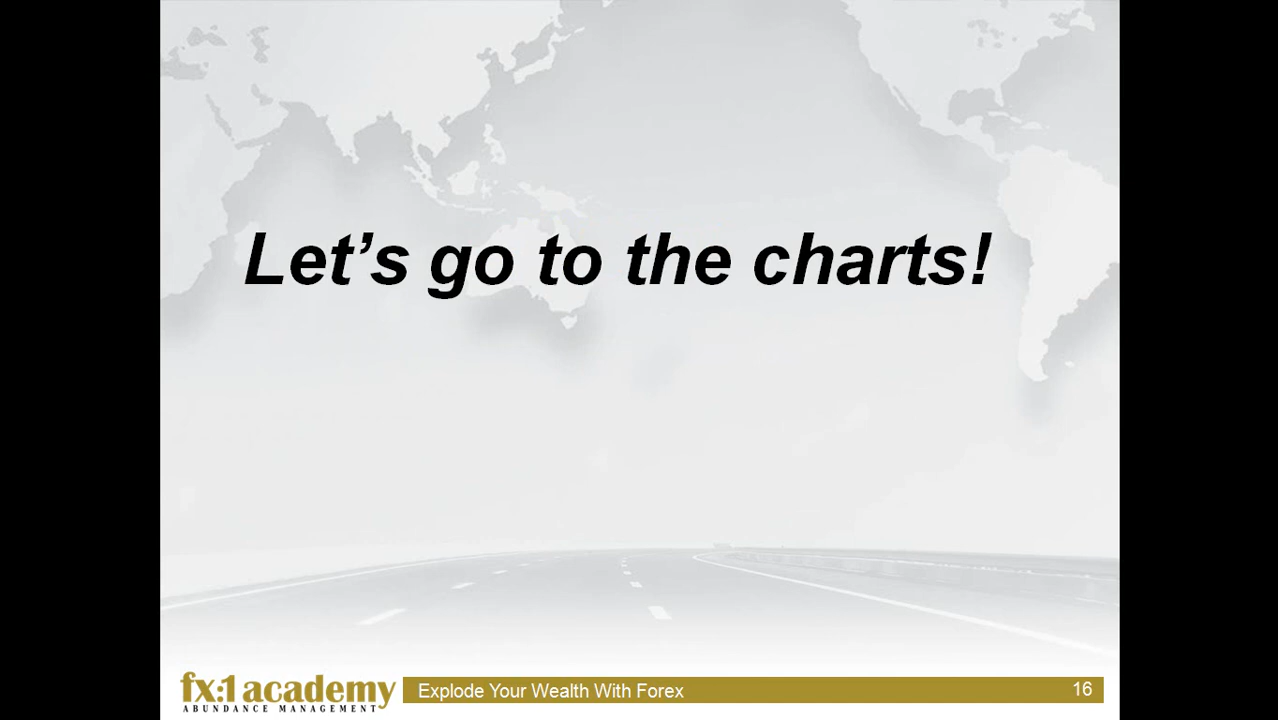 Let’s go to the charts!
fx:1 academy
ABUNDANCE MANAGEMENT
Explode Your Wealth With Forex
16